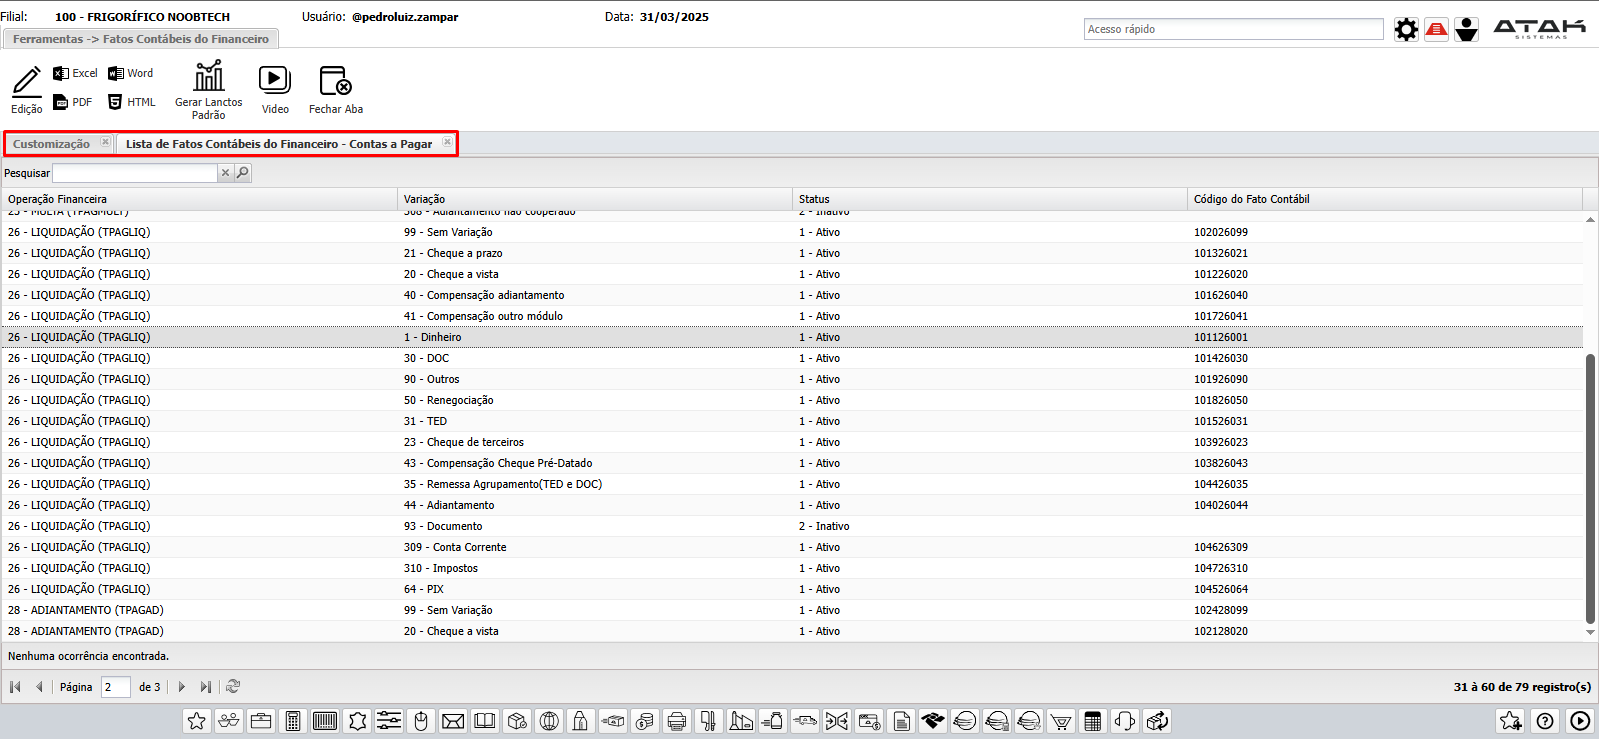 Filial: 100 - FRIGORÍFICO NOOBTECH Usuário: @pedroluiz.zampar Data: 31/03/2025
Ferramentas -> Fatos Contábeis do Financeiro
Acesso rápido
ATAK
SISTEMAS
Edição
Excel
Word
PDF
HTML
Gerar Lanctos
Padrão
Video
Fechar Aba
Customização
Lista de Fatos Contábeis do Financeiro - Contas a Pagar
Pesquisar
Operação Financeira Variação Status Código do Fato Contábil
25 - MULTA (TPAGMULT) 308 - Adiantamento não cooperado 2 - Inativo
26 - LIQUIDAÇÃO (TPAGLIQ) 99 - Sem Variação 1 - Ativo 102026099
26 - LIQUIDAÇÃO (TPAGLIQ) 21 - Cheque a prazo 1 - Ativo 101326021
26 - LIQUIDAÇÃO (TPAGLIQ) 20 - Cheque a vista 1 - Ativo 101226020
26 - LIQUIDAÇÃO (TPAGLIQ) 40 - Compensação adiantamento 1 - Ativo 101626040
26 - LIQUIDAÇÃO (TPAGLIQ) 41 - Compensação outro módulo 1 - Ativo 101726041
26 - LIQUIDAÇÃO (TPAGLIQ) 1 - Dinheiro 1 - Ativo 101126001
26 - LIQUIDAÇÃO (TPAGLIQ) 30 - DOC 1 - Ativo 101426030
26 - LIQUIDAÇÃO (TPAGLIQ) 90 - Outros 1 - Ativo 101926090
26 - LIQUIDAÇÃO (TPAGLIQ) 50 - Renegociação 1 - Ativo 101826050
26 - LIQUIDAÇÃO (TPAGLIQ) 31 - TED 1 - Ativo 101526031
26 - LIQUIDAÇÃO (TPAGLIQ) 23 - Cheque de terceiros 1 - Ativo 103926023
26 - LIQUIDAÇÃO (TPAGLIQ) 43 - Compensação Cheque Pré-Datado 1 - Ativo 103826043
26 - LIQUIDAÇÃO (TPAGLIQ) 35 - Remessa Agrupamento(TED e DOC) 1 - Ativo 104426035
26 - LIQUIDAÇÃO (TPAGLIQ) 44 - Adiantamento 1 - Ativo 104026044
26 - LIQUIDAÇÃO (TPAGLIQ) 93 - Documento 2 - Inativo
26 - LIQUIDAÇÃO (TPAGLIQ) 309 - Conta Corrente 1 - Ativo 104626309
26 - LIQUIDAÇÃO (TPAGLIQ) 310 - Impostos 1 - Ativo 104726310
26 - LIQUIDAÇÃO (TPAGLIQ) 64 - PIX 1 - Ativo 104526064
28 - ADIANTAMENTO (TPAGAD) 99 - Sem Variação 1 - Ativo 102428099
28 - ADIANTAMENTO (TPAGAD) 20 - Cheque a vista 1 - Ativo 102128020
Nenhuma ocorrência encontrada.
Página 2 de 3
31 à 60 de 79 registro(s)